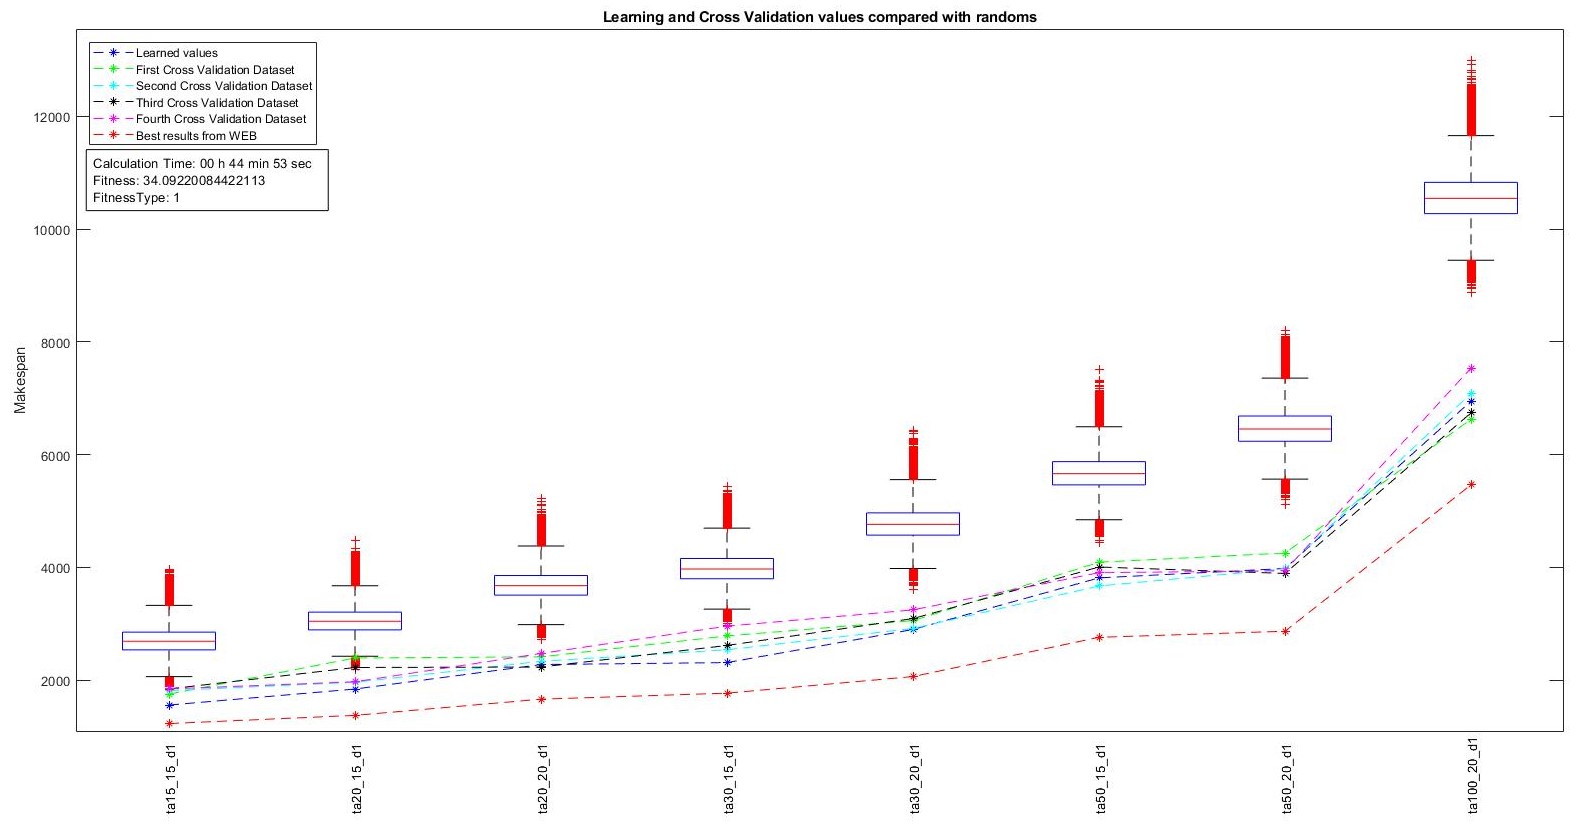 Learning and Cross Validation values compared with randoms
Learned values
First Cross Validation Dataset
Second Cross Validation Dataset
Third Cross Validation Dataset
Fourth Cross Validation Dataset
Best results from WEB
Calculation Time: 00 h 44 min 53 sec
Fitness: 34.09220084422113
FitnessType: 1
Makespan
12000
10000
8000
6000
4000
2000
ta15_15_d1
ta20_15_d1
ta20_20_d1
ta30_15_d1
ta30_20_d1
ta50_15_d1
ta50_20_d1
ta100_20_d1